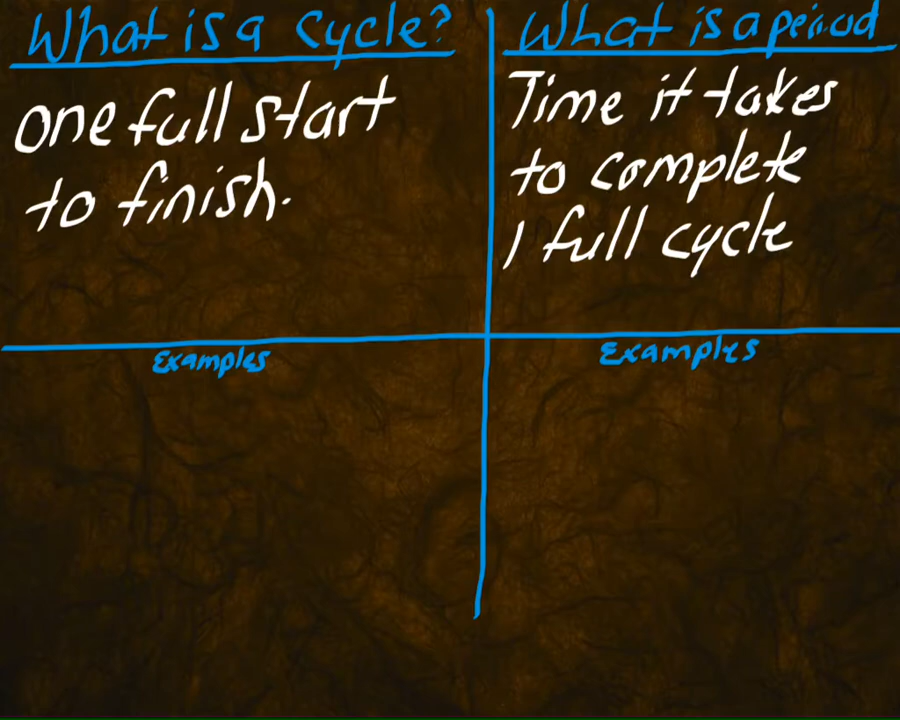 What is a cycle?
one full start
to finish.
Examples
What is a period
Time it takes
to complete
1 full cycle
Examples